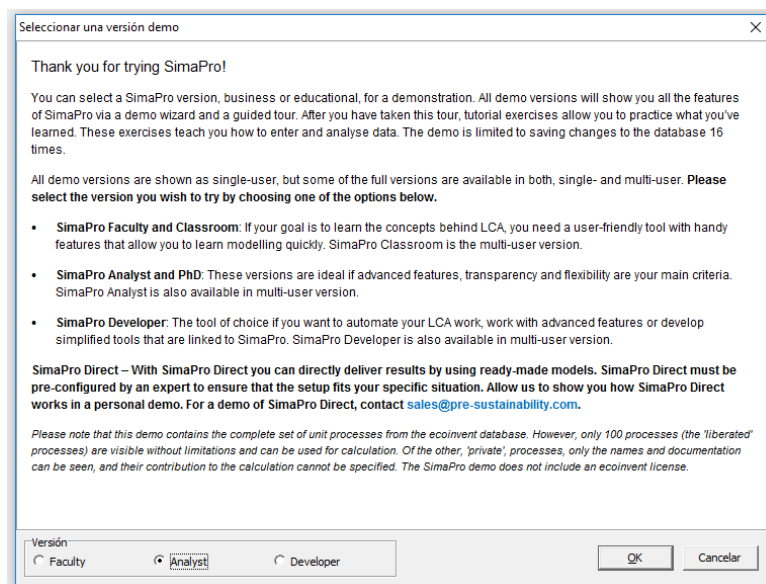 Seleccionar una versión demo
Thank you for trying SimaPro!
You can select a SimaPro version, business or educational, for a demonstration. All demo versions will show you all the features
of SimaPro via a demo wizard and a guided tour. After you have taken this tour, tutorial exercises allow you to practice what you've
learned. These exercises teach you how to enter and analyse data. The demo is limited to saving changes to the database 16
times.
All demo versions are shown as single-user, but some of the full versions are available in both, single- and multi-user. Please
select the version you wish to try by choosing one of the options below.
• SimaPro Faculty and Classroom: If your goal is to learn the concepts behind LCA, you need a user-friendly tool with handy
features that allow you to learn modelling quickly. SimaPro Classroom is the multi-user version.
• SimaPro Analyst and PhD: These versions are ideal if advanced features, transparency and flexibility are your main criteria.
SimaPro Analyst is also available in multi-user version.
• SimaPro Developer: The tool of choice if you want to automate your LCA work, work with advanced features or develop
simplified tools that are linked to SimaPro. SimaPro Developer is also available in multi-user version.
SimaPro Direct – With SimaPro Direct you can directly deliver results by using ready-made models. SimaPro Direct must be
pre-configured by an expert to ensure that the setup fits your specific situation. Allow us to show you how SimaPro Direct
works in a personal demo. For a demo of SimaPro Direct, contact sales@pre-sustainability.com.
Please note that this demo contains the complete set of unit processes from the ecoinvent database. However, only 100 processes (the 'liberated'
processes) are visible without limitations and can be used for calculation. Of the other, 'private', processes, only the names and documentation
can be seen, and their contribution to the calculation cannot be specified. The SimaPro demo does not include an ecoinvent license.
Versión
Faculty Analyst Developer OK Cancelar